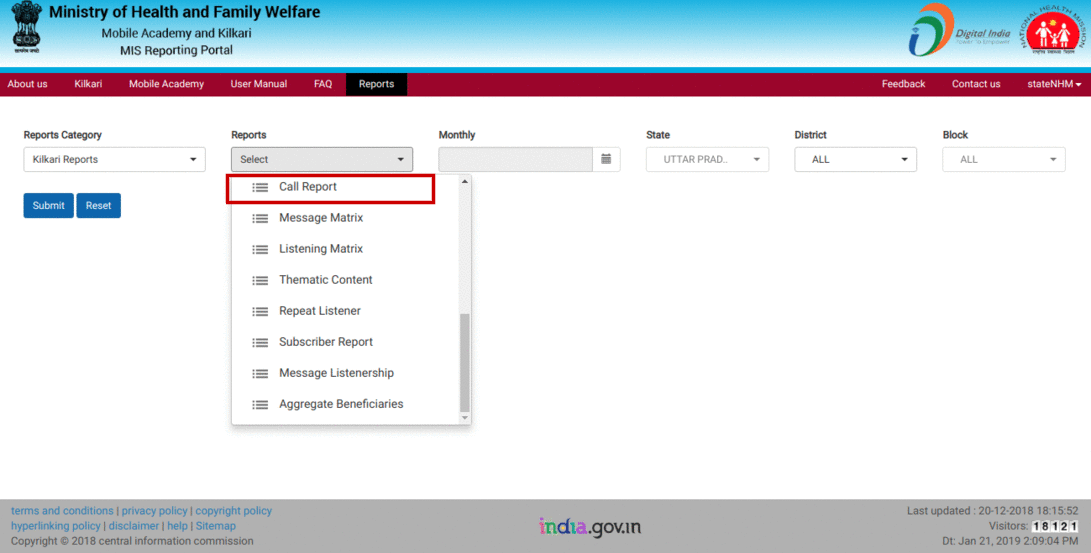 Ministry of Health and Family Welfare
Mobile Academy and Kilkari
MIS Reporting Portal
Digital India
Power To Empower
NATIONAL HEALTH MISSION
About us Kilkari Mobile Academy User Manual FAQ Reports Feedback Contact us stateNHM
Reports Category Reports Monthly State District Block
Kilkari Reports Select UTTAR PRAD.. ALL ALL
Submit Reset
Call Report
Message Matrix
Listening Matrix
Thematic Content
Repeat Listener
Subscriber Report
Message Listenership
Aggregate Beneficiaries
terms and conditions | privacy policy | copyright policy
hyperlinking policy | disclaimer | help | Sitemap
Copyright © 2018 central information commission
india.gov.in
Last updated : 20-12-2018 18:15:52
Visitors: 18121
Dt: Jan 21, 2019 2:09:04 PM